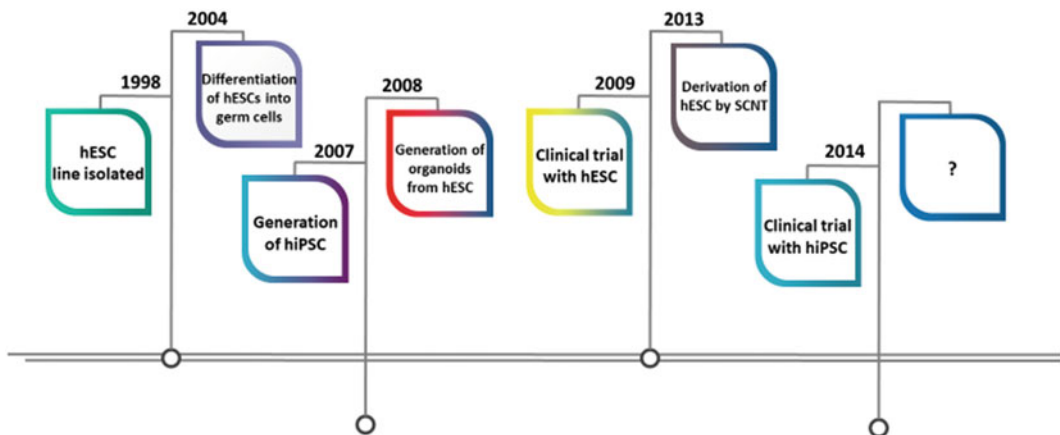 1998
hESC
line isolated
2004
Differentiation
of hESCs into
germ cells
2007
Generation
of hiPSC
2008
Generation of
organoids
from hESC
2009
Clinical trial
with hESC
2013
Derivation of
hESC by SCNT
2014
Clinical trial
with hiPSC
?